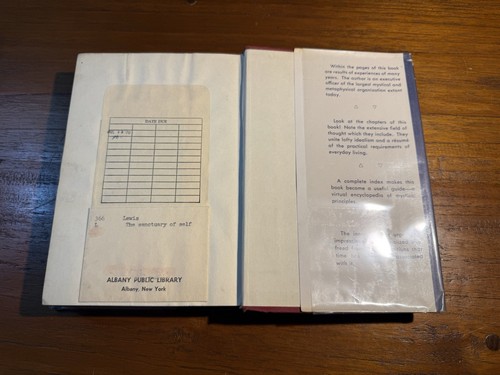 DATE DUE
Lewis
L The sanctuary of self
ALBANY PUBLIC LIBRARY
Albany, New York
Within the pages of this book
are results of experiences of many
years. The author is an executive
officer of the largest mystical and
metaphysical organization extant
today.
Look at the chapters of this
book! Note the extensive field of
thought which they include. They
unite lofty idealism and a résumé
of the practical requirements of
everyday living.
A complete index makes this
book become a useful guide—a
virtual encyclopedia of mystical
principles.
The
time
with